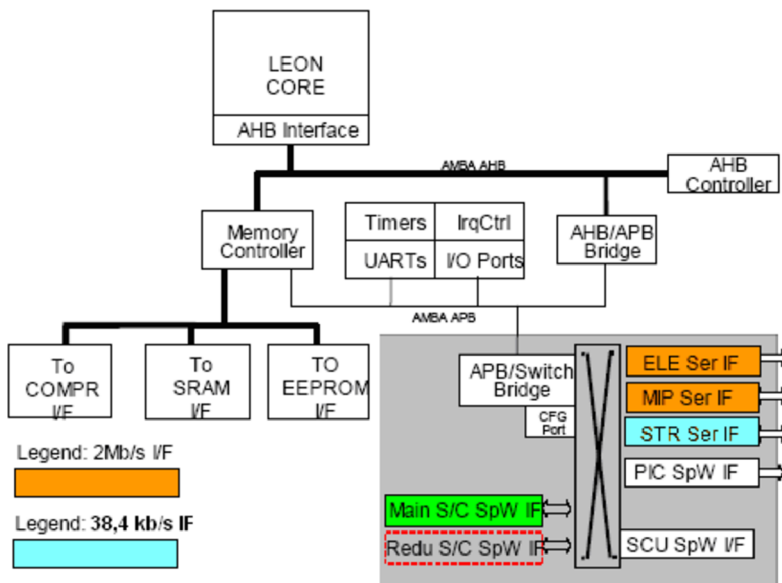 LEON
CORE
AHB Interface
AMBA AHB
AHB
Controller
Memory
Controller
Timers
IrqCtrl
UARTs
I/O Ports
AHB/APB
Bridge
AMBA APB
To
COMPR
I/F
To
SRAM
I/F
TO
EEPROM
I/F
APB/Switch
Bridge
CFG
Port
ELE Ser IF
MIP Ser IF
STR Ser IF
PIC SpW IF
Legend: 2Mb/s I/F
Main S/C SpW IF
Legend: 38,4 kb/s IF
Redu S/C SpW IF
SCU SpW I/F